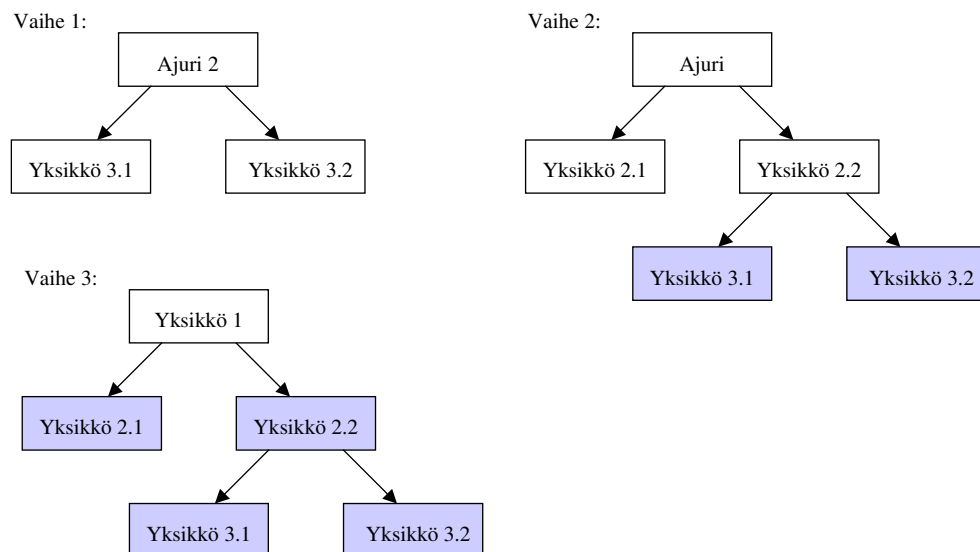 Vaihe 1:
Ajuri 2
Yksikkö 3.1
Yksikkö 3.2
Vaihe 2:
Ajuri
Yksikkö 2.1
Yksikkö 2.2
Yksikkö 3.1
Yksikkö 3.2
Vaihe 3:
Yksikkö 1
Yksikkö 2.1
Yksikkö 2.2
Yksikkö 3.1
Yksikkö 3.2